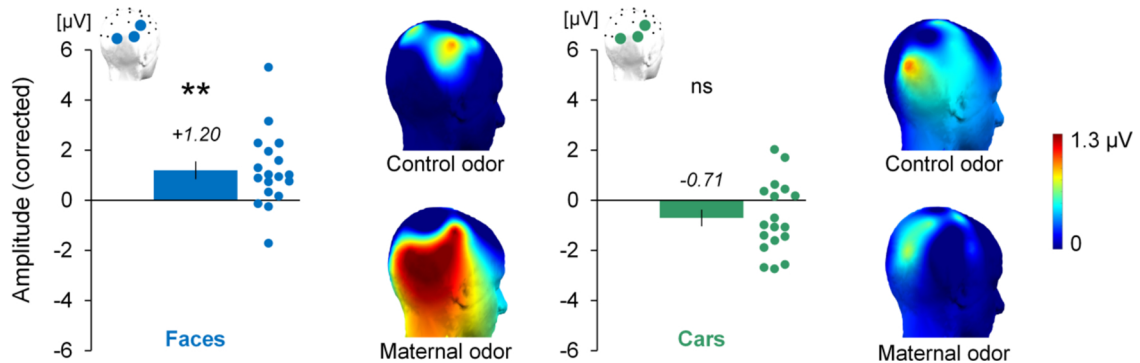 [µV]
6
4
2
0
-2
-4
-6
Amplitude (corrected)
**
+1.20
Faces
Control odor
Maternal odor
[µV]
6
4
2
0
-2
-4
-6
ns
-0.71
Cars
Control odor
Maternal odor
1.3 µV
0